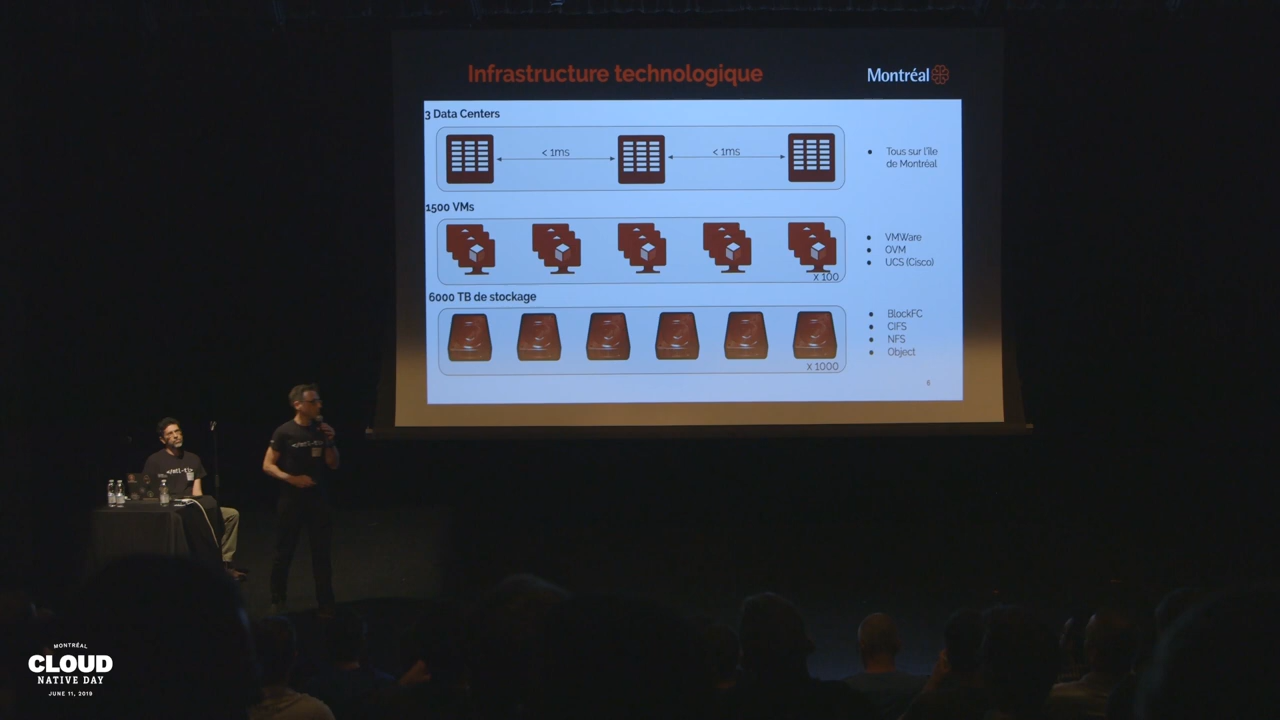 Infrastructure technologique
Montréal
3 Data Centers
< 1ms
< 1ms
Tous sur l'île
de Montréal
1500 VMs
VMWare
OVM
UCS (Cisco)
x 100
6000 TB de stockage
BlockFC
CIFS
NFS
Object
x 1000
6
MONTRÉAL
CLOUD
NATIVE DAY
JUNE 11, 2019